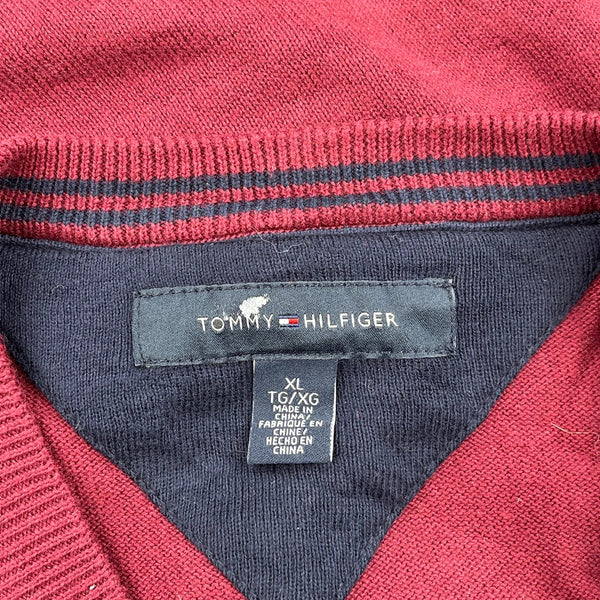 TOMMY HILFIGER
XL
TG/XG
MADE IN
CHINA/
FABRIQUÉ EN
CHINE/
HECHO EN
CHINA